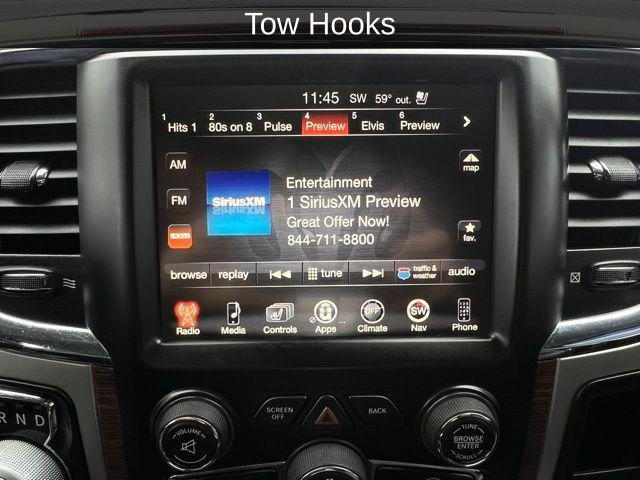 Tow Hooks
11:45 SW 59° out.
1 Hits 1 2 80s on 8 3 Pulse 4 Preview 5 Elvis 6 Preview
AM
FM
sxm
SiriusXM
Entertainment
1 SiriusXM Preview
Great Offer Now!
844-711-8800
map
fav.
browse replay tune traffic & weather audio
OFF SW
Radio Media Controls Apps ... Climate Nav Phone
R N D
VOLUME
SCREEN OFF
BACK
TUNE
BROWSE
ENTER